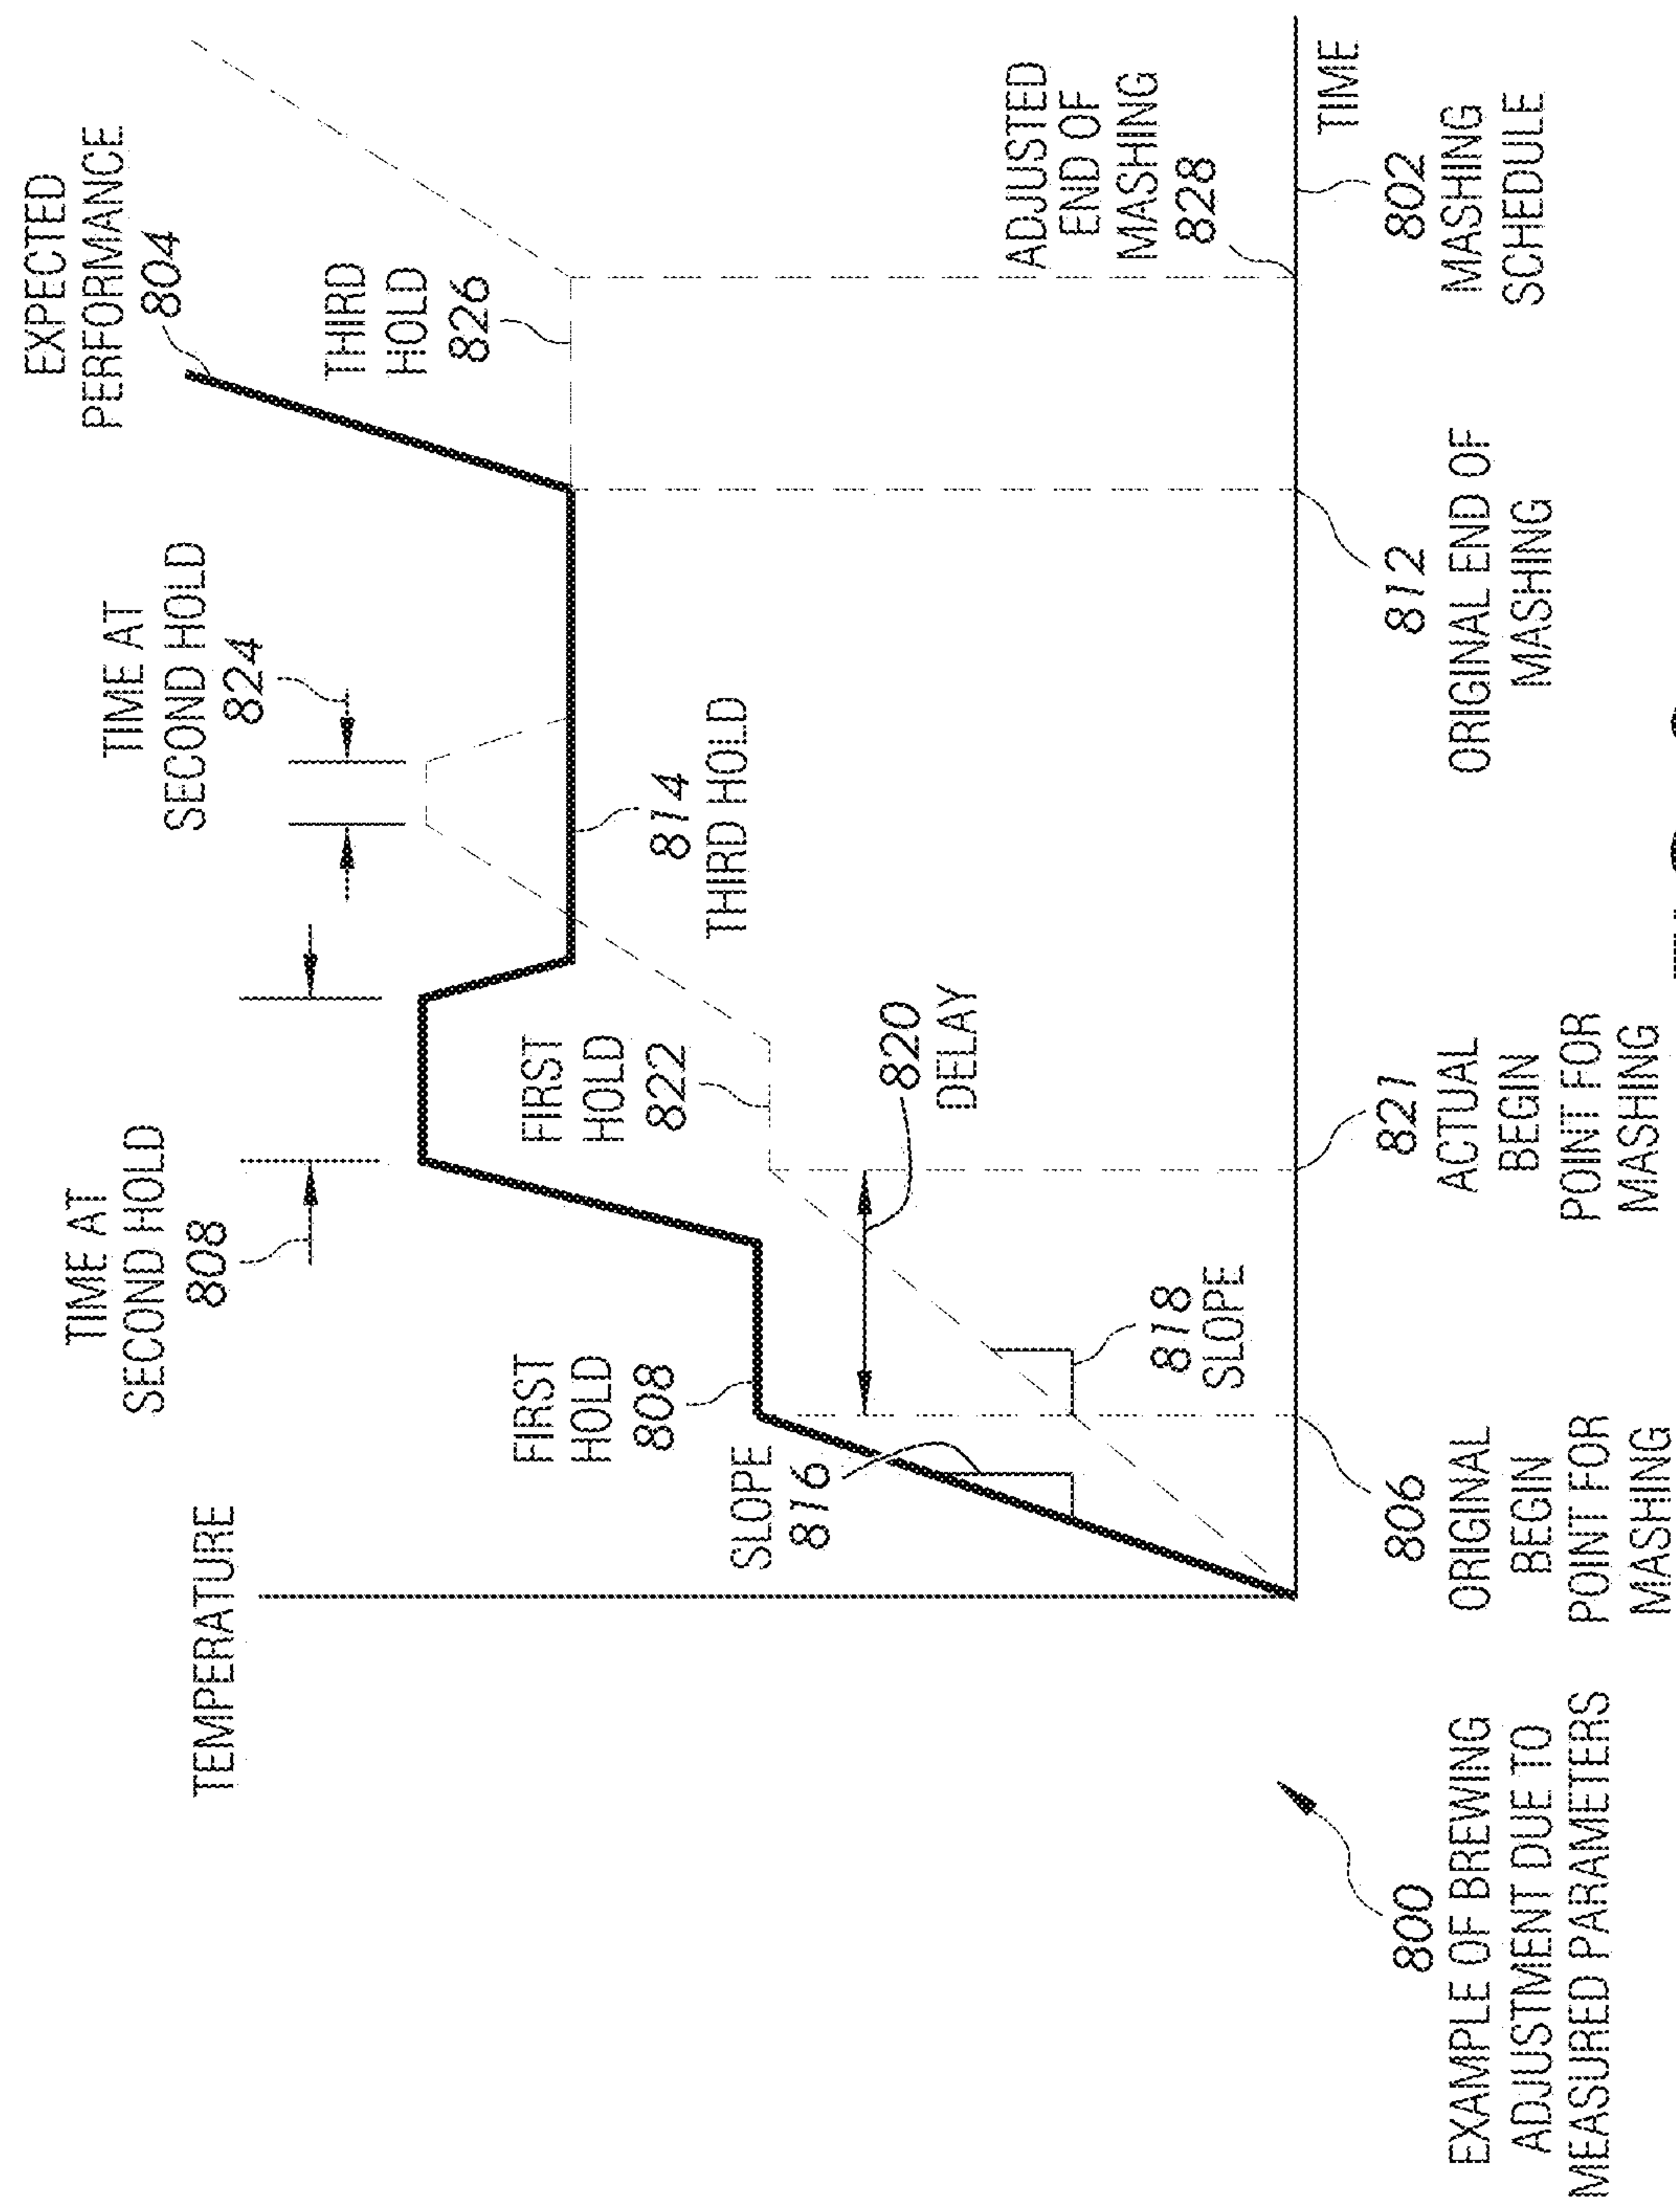 EXPECTED
PERFORMANCE
804
TIME AT
SECOND HOLD
824
TIME AT
SECOND HOLD
808
TEMPERATURE
THIRD
HOLD
826
FIRST
HOLD
822
FIRST
HOLD
808
814
THIRD HOLD
SLOPE
816
820
DELAY
818
SLOPE
ADJUSTED
END OF
MASHING
828
TIME
802
MASHING
SCHEDULE
812
ORIGINAL END OF
MASHING
821
ACTUAL
BEGIN
POINT FOR
MASHING
806
ORIGINAL
BEGIN
POINT FOR
MASHING
800
EXAMPLE OF BREWING
ADJUSTMENT DUE TO
MEASURED PARAMETERS